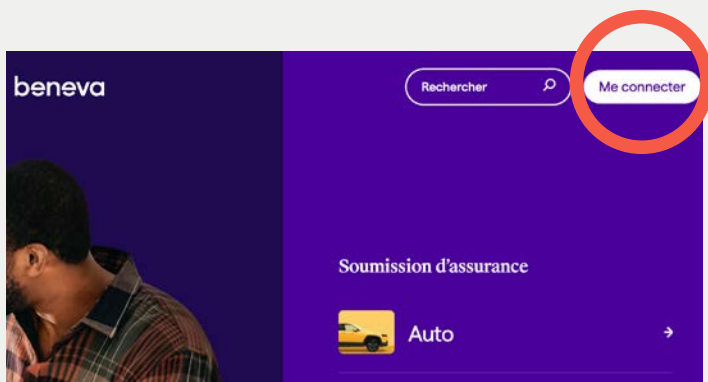 beneva
Rechercher
Me connecter
Soumission d'assurance
Auto